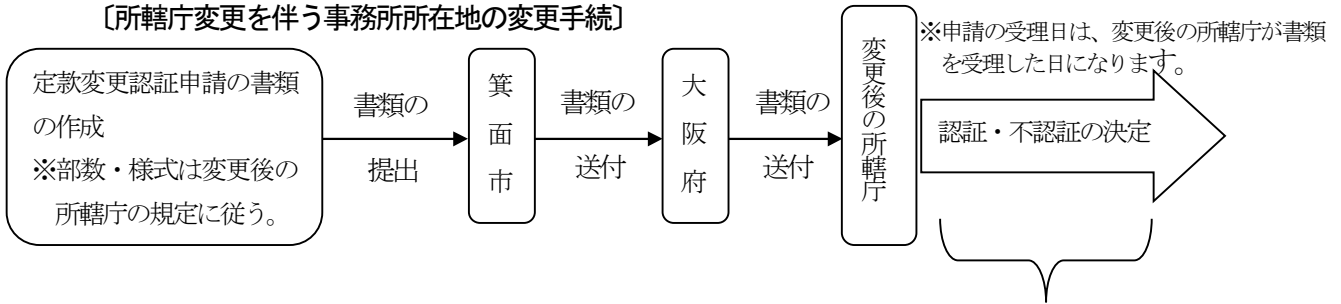 〔所轄庁変更を伴う事務所所在地の変更手続〕
定款変更認証申請の書類
の作成
※部数・様式は変更後の
所轄庁の規定に従う。
書類の
提出
箕面市
書類の
送付
大阪府
書類の
送付
変更後の所轄庁
※申請の受理日は、変更後の所轄庁が書類
を受理した日になります。
認証・不認証の決定